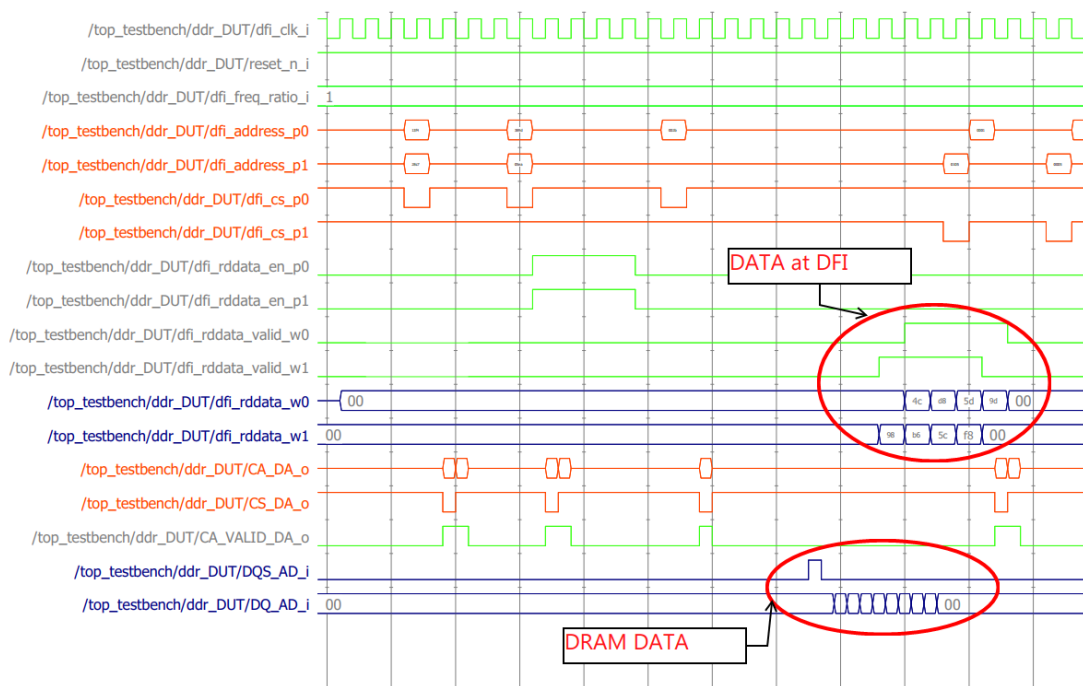 /top_testbench/ddr_DUT/dfi_clk_i
/top_testbench/ddr_DUT/reset_n_i
/top_testbench/ddr_DUT/dfi_freq_ratio_i 1
/top_testbench/ddr_DUT/dfi_address_p0
/top_testbench/ddr_DUT/dfi_address_p1
/top_testbench/ddr_DUT/dfi_cs_p0
/top_testbench/ddr_DUT/dfi_cs_p1
DATA at DFI
/top_testbench/ddr_DUT/dfi_rddata_en_p0
/top_testbench/ddr_DUT/dfi_rddata_en_p1
/top_testbench/ddr_DUT/dfi_rddata_valid_w0
/top_testbench/ddr_DUT/dfi_rddata_valid_w1
/top_testbench/ddr_DUT/dfi_rddata_w0 00 4c d8 5d 9d 00
/top_testbench/ddr_DUT/dfi_rddata_w1 00 98 b6 5c f8 00
/top_testbench/ddr_DUT/CA_DA_o
/top_testbench/ddr_DUT/CS_DA_o
/top_testbench/ddr_DUT/CA_VALID_DA_o
/top_testbench/ddr_DUT/DQS_AD_i
/top_testbench/ddr_DUT/DQ_AD_i 00 00
DRAM DATA